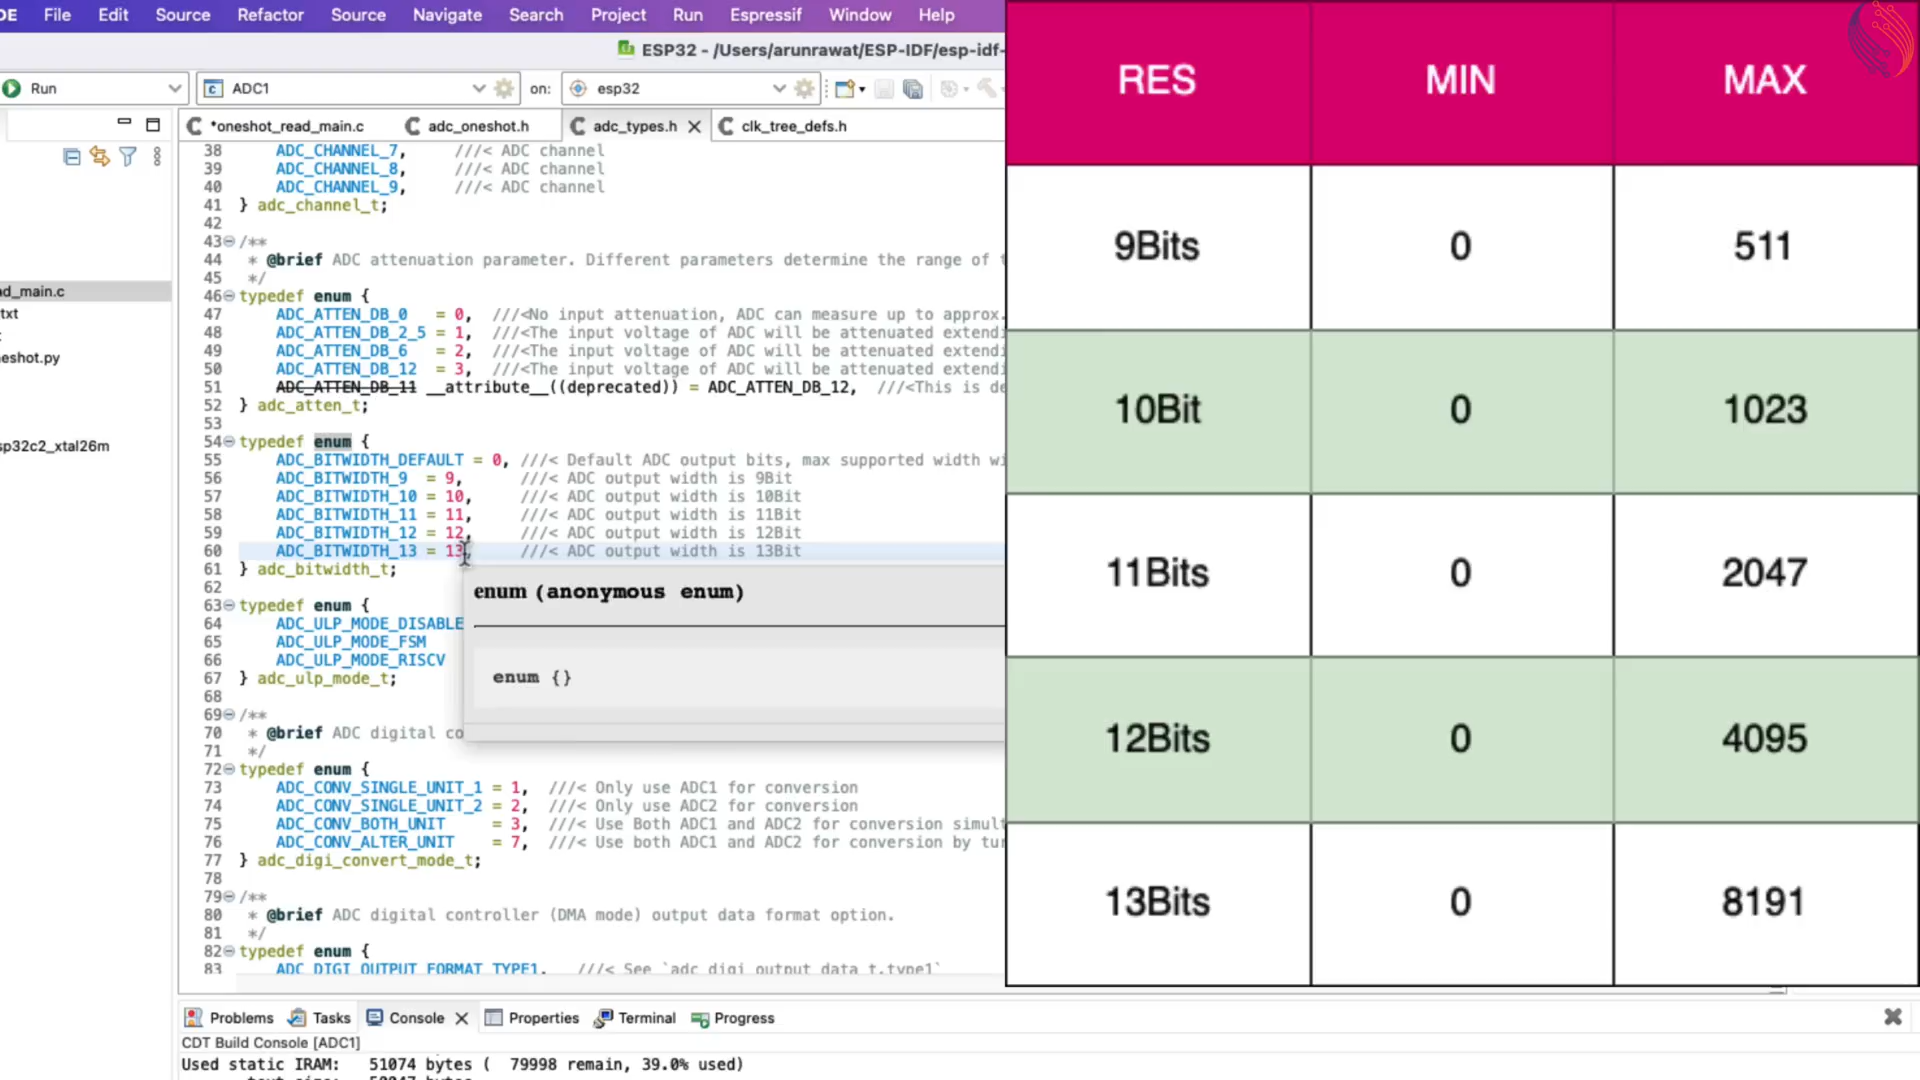 DE File Edit Source Refactor Source Navigate Search Project Run Espressif Window Help
ESP32 - /Users/arunrawat/ESP-IDF/esp-idf-
Run ADC1 on: esp32
*oneshot_read_main.c adc_oneshot.h adc_types.h clk_tree_defs.h
ad_main.c
txt
eshot.py
sp32c2_xtal26m
38 ADC_CHANNEL_7, ///< ADC channel
39 ADC_CHANNEL_8, ///< ADC channel
40 ADC_CHANNEL_9, ///< ADC channel
41 } adc_channel_t;
42
43 /**
44 * @brief ADC attenuation parameter. Different parameters determine the range of
45 */
46 typedef enum {
47 ADC_ATTEN_DB_0 = 0, ///<No input attenuation, ADC can measure up to approx.
48 ADC_ATTEN_DB_2_5 = 1, ///<The input voltage of ADC will be attenuated extendi
49 ADC_ATTEN_DB_6 = 2, ///<The input voltage of ADC will be attenuated extendi
50 ADC_ATTEN_DB_12 = 3, ///<The input voltage of ADC will be attenuated extendi
51 ADC_ATTEN_DB_11 __attribute__((deprecated)) = ADC_ATTEN_DB_12, ///<This is de
52 } adc_atten_t;
53
54 typedef enum {
55 ADC_BITWIDTH_DEFAULT = 0, ///< Default ADC output bits, max supported width wi
56 ADC_BITWIDTH_9 = 9, ///< ADC output width is 9Bit
57 ADC_BITWIDTH_10 = 10, ///< ADC output width is 10Bit
58 ADC_BITWIDTH_11 = 11, ///< ADC output width is 11Bit
59 ADC_BITWIDTH_12 = 12, ///< ADC output width is 12Bit
60 ADC_BITWIDTH_13 = 13, ///< ADC output width is 13Bit
61 } adc_bitwidth_t;
62
63 typedef enum {
64 ADC_ULP_MODE_DISABLE
65 ADC_ULP_MODE_FSM
66 ADC_ULP_MODE_RISCV
67 } adc_ulp_mode_t;
68
69 /**
70 * @brief ADC digital co
71 */
72 typedef enum {
73 ADC_CONV_SINGLE_UNIT_1 = 1, ///< Only use ADC1 for conversion
74 ADC_CONV_SINGLE_UNIT_2 = 2, ///< Only use ADC2 for conversion
75 ADC_CONV_BOTH_UNIT = 3, ///< Use Both ADC1 and ADC2 for conversion simult
76 ADC_CONV_ALTER_UNIT = 7, ///< Use both ADC1 and ADC2 for conversion by tur
77 } adc_digi_convert_mode_t;
78
79 /**
80 * @brief ADC digital controller (DMA mode) output data format option.
81 */
82 typedef enum {
83 ADC_DIGI_OUTPUT_FORMAT_TYPE1, ///< See `adc_digi_output_data_t.type1`
enum (anonymous enum)
enum {}
RES MIN MAX
9Bits 0 511
10Bit 0 1023
11Bits 0 2047
12Bits 0 4095
13Bits 0 8191
Problems Tasks Console Properties Terminal Progress
CDT Build Console [ADC1]
Used static IRAM: 51074 bytes ( 79998 remain, 39.0% used)